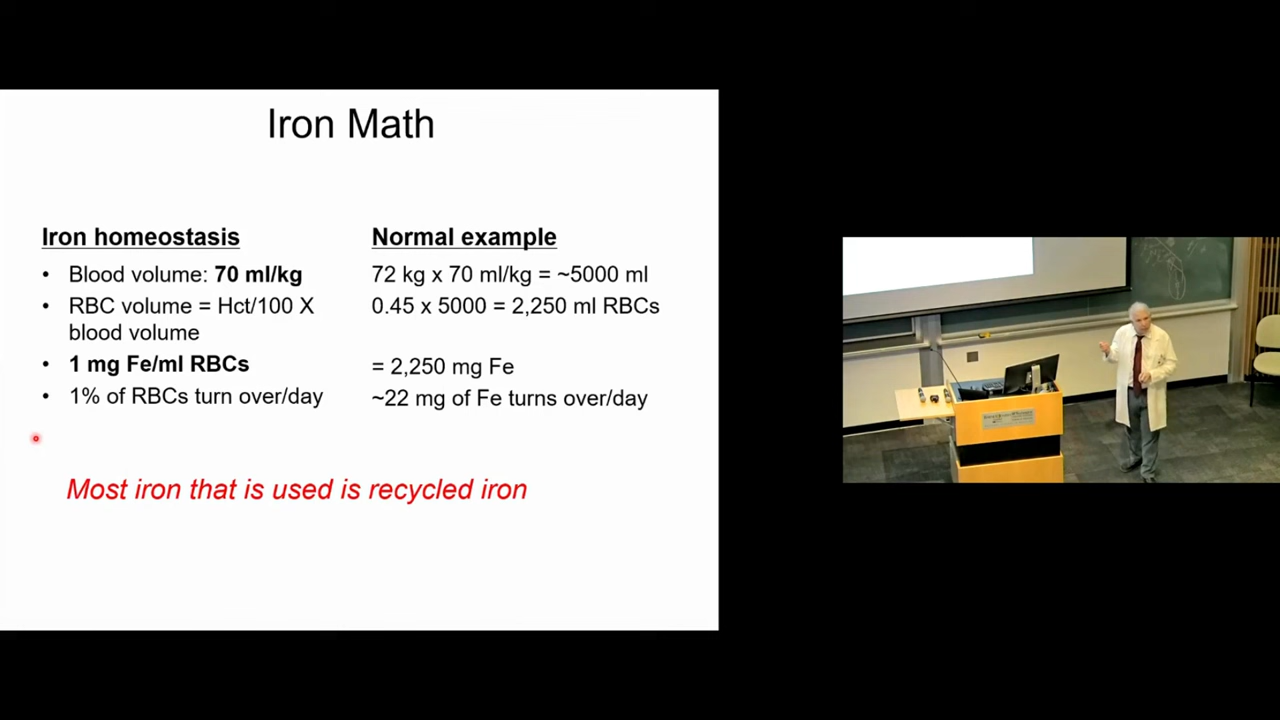 Iron Math
Iron homeostasis
• Blood volume: 70 ml/kg
• RBC volume = Hct/100 X
blood volume
• 1 mg Fe/ml RBCs
• 1% of RBCs turn over/day
Normal example
72 kg x 70 ml/kg = ~5000 ml
0.45 x 5000 = 2,250 ml RBCs
= 2,250 mg Fe
~22 mg of Fe turns over/day
Most iron that is used is recycled iron